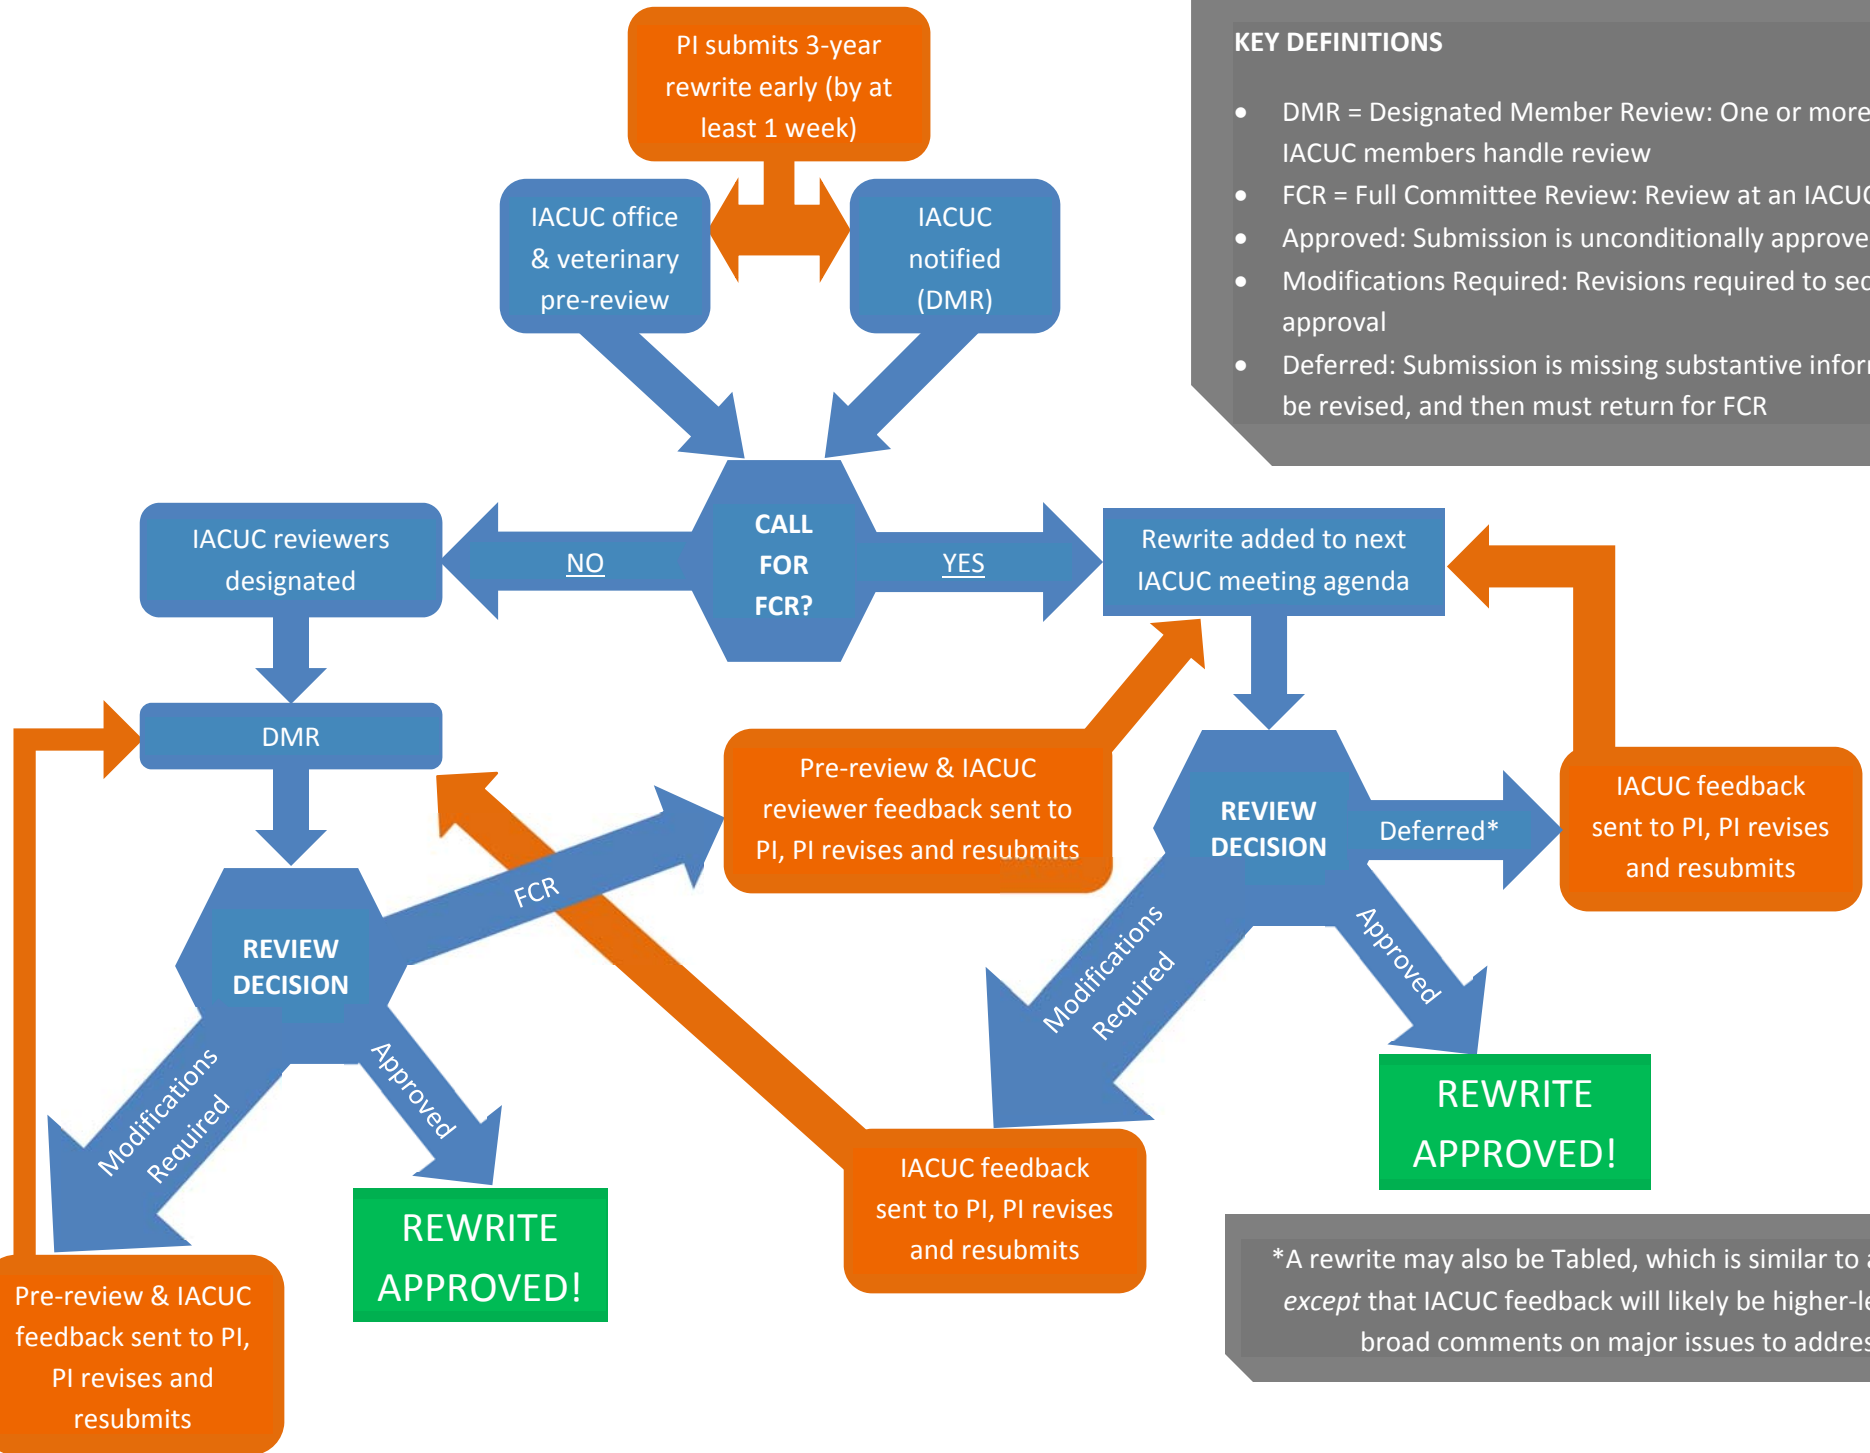 PI submits 3-year
rewrite early (by at
least 1 week)
KEY DEFINITIONS
• DMR = Designated Member Review: One or more
IACUC members handle review
• FCR = Full Committee Review: Review at an IACUC
• Approved: Submission is unconditionally approve
• Modifications Required: Revisions required to sec
approval
• Deferred: Submission is missing substantive infor
be revised, and then must return for FCR
IACUC office
& veterinary
pre-review
IACUC
notified
(DMR)
CALL
FOR
FCR?
NO
YES
IACUC reviewers
designated
Rewrite added to next
IACUC meeting agenda
DMR
Pre-review & IACUC
reviewer feedback sent to
PI, PI revises and resubmits
REVIEW
DECISION
Deferred*
IACUC feedback
sent to PI, PI revises
and resubmits
FCR
REVIEW
DECISION
Modifications
Required
Approved
Modifications
Required
Approved
REWRITE
APPROVED!
IACUC feedback
sent to PI, PI revises
and resubmits
REWRITE
APPROVED!
Pre-review & IACUC
feedback sent to PI,
PI revises and
resubmits
*A rewrite may also be Tabled, which is similar to a
except that IACUC feedback will likely be higher-le
broad comments on major issues to addres